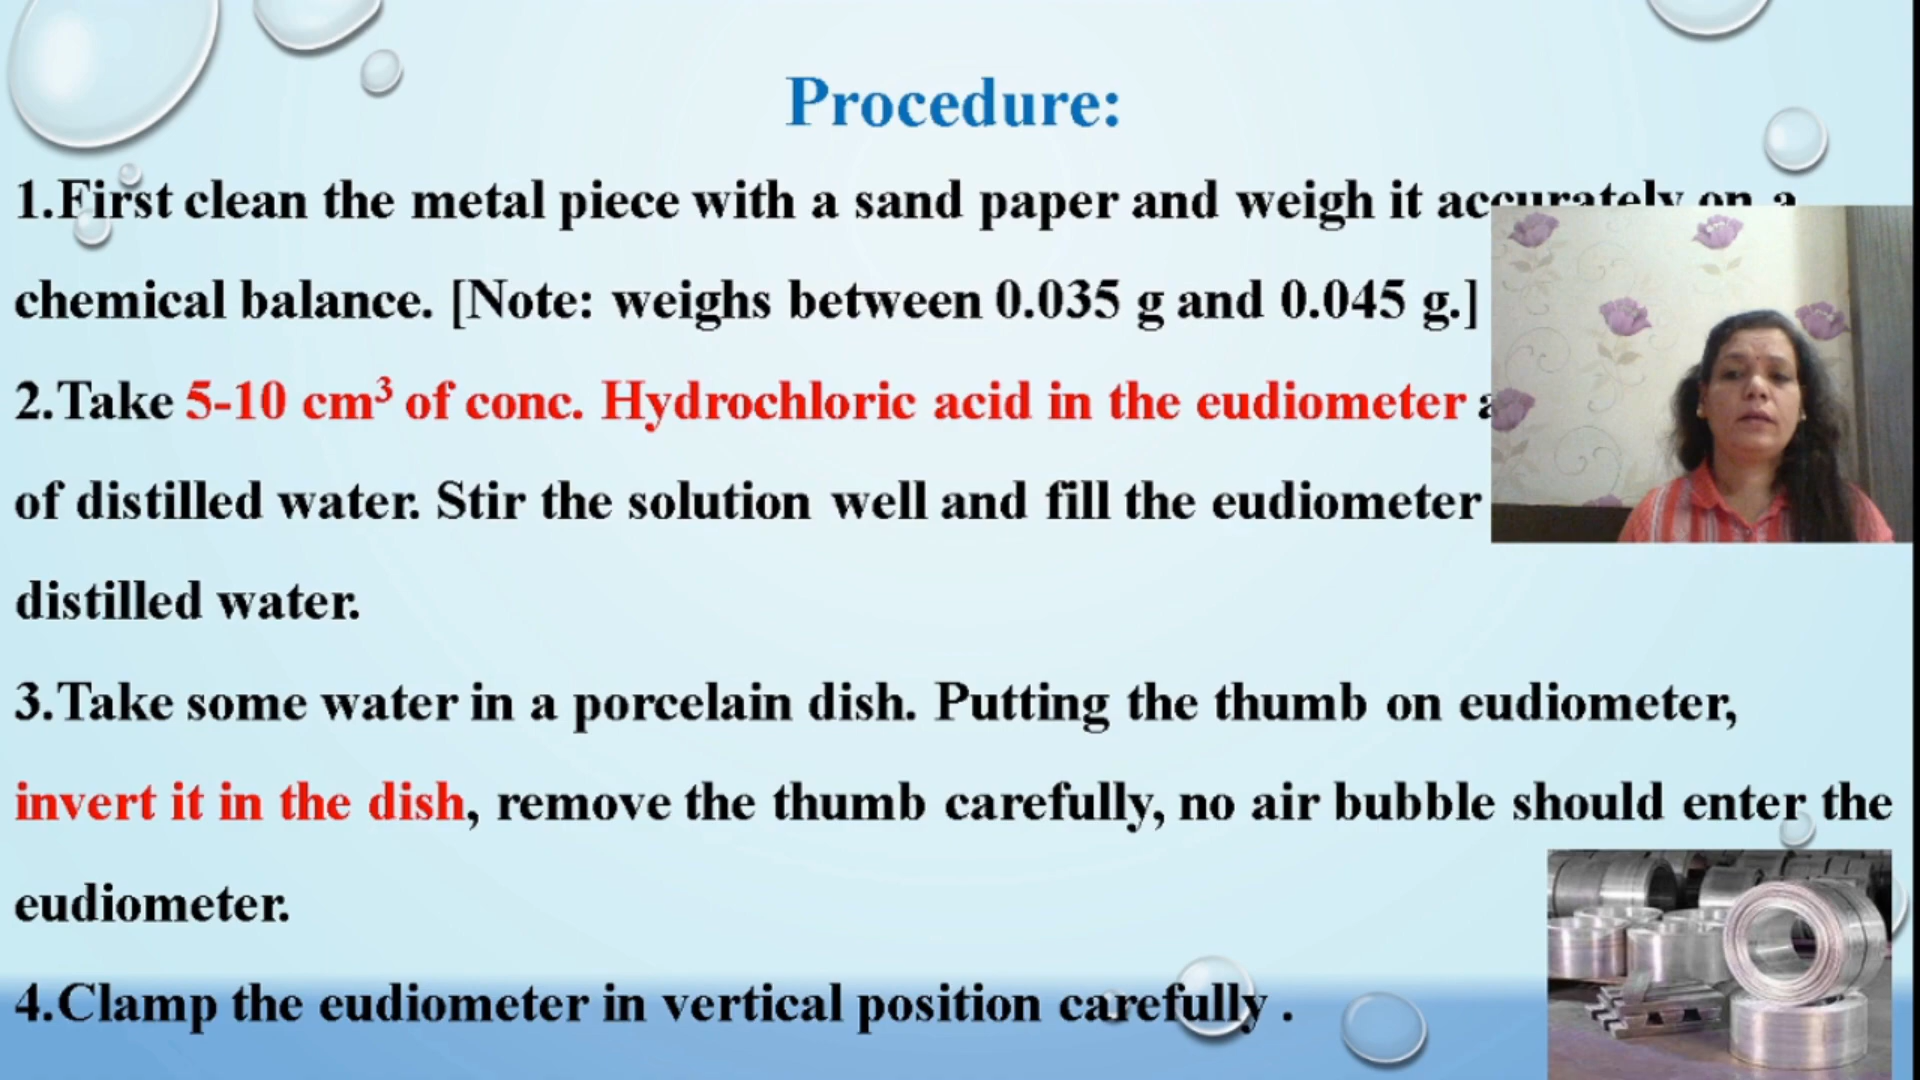 Procedure:
1.First clean the metal piece with a sand paper and weigh it accurately on a
chemical balance. [Note: weighs between 0.035 g and 0.045 g.]
2.Take 5-10 cm³ of conc. Hydrochloric acid in the eudiometer
of distilled water. Stir the solution well and fill the eudiometer
distilled water.
3.Take some water in a porcelain dish. Putting the thumb on eudiometer,
invert it in the dish, remove the thumb carefully, no air bubble should enter the
eudiometer.
4.Clamp the eudiometer in vertical position carefully .